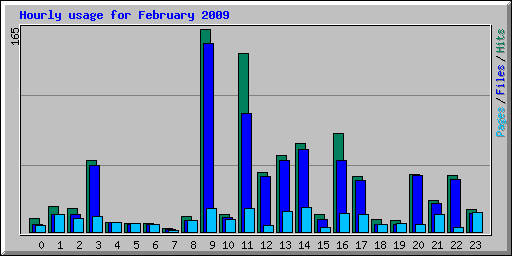 Hourly usage for February 2009
165
Pages/Files/Hits
0 1 2 3 4 5 6 7 8 9 10 11 12 13 14 15 16 17 18 19 20 21 22 23